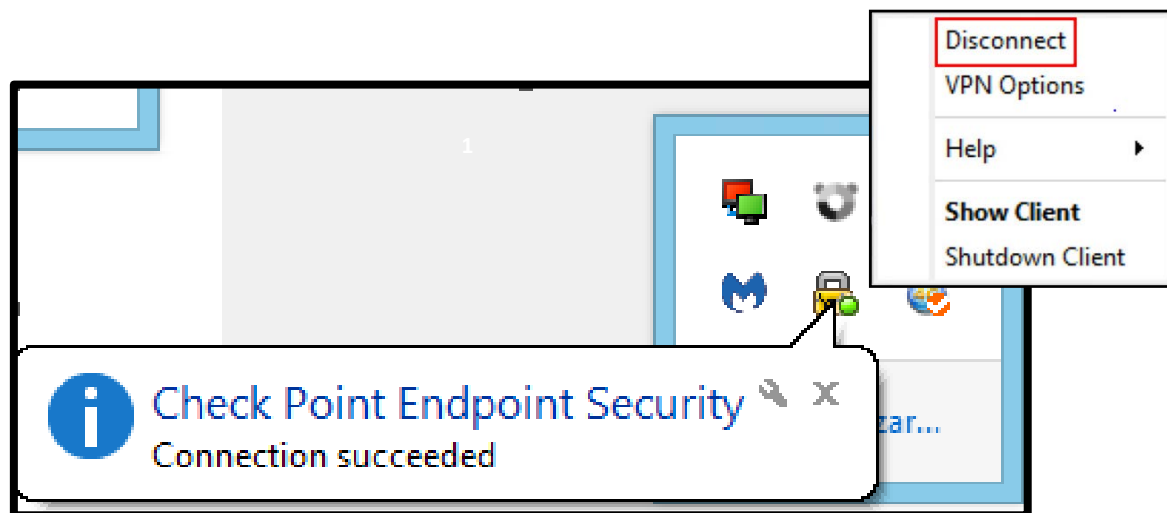 Disconnect
VPN Options
Help
Show Client
Shutdown Client
1
Check Point Endpoint Security
Connection succeeded
zar...